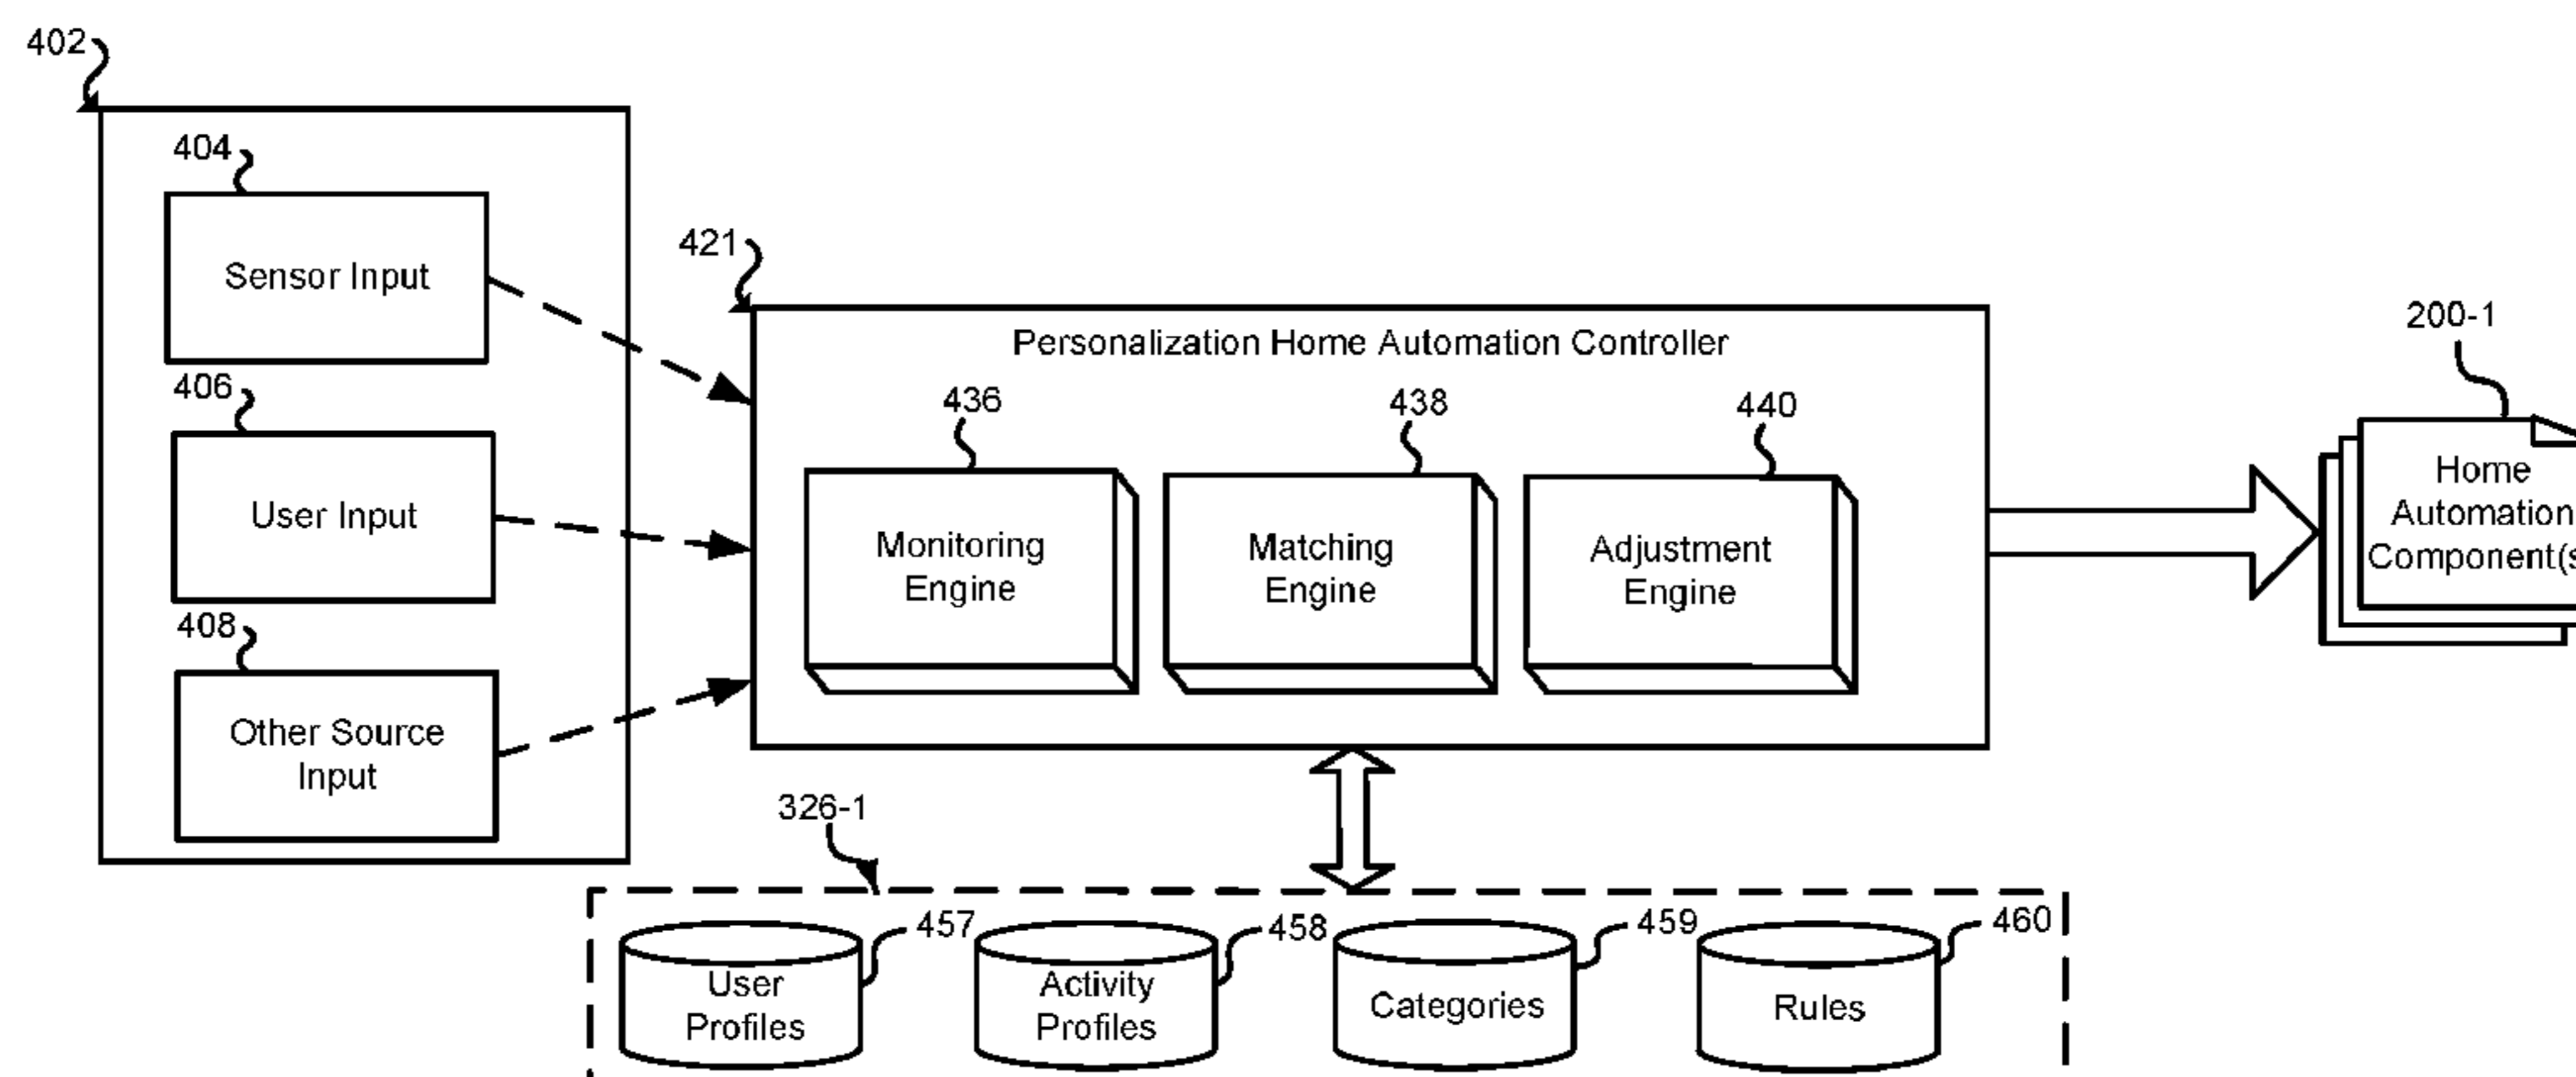 402
404
Sensor Input
406
User Input
408
Other Source
Input
421
Personalization Home Automation Controller
436
Monitoring
Engine
438
Matching
Engine
440
Adjustment
Engine
200-1
Home
Automation
Component(s
326-1
457
User
Profiles
458
Activity
Profiles
459
Categories
460
Rules